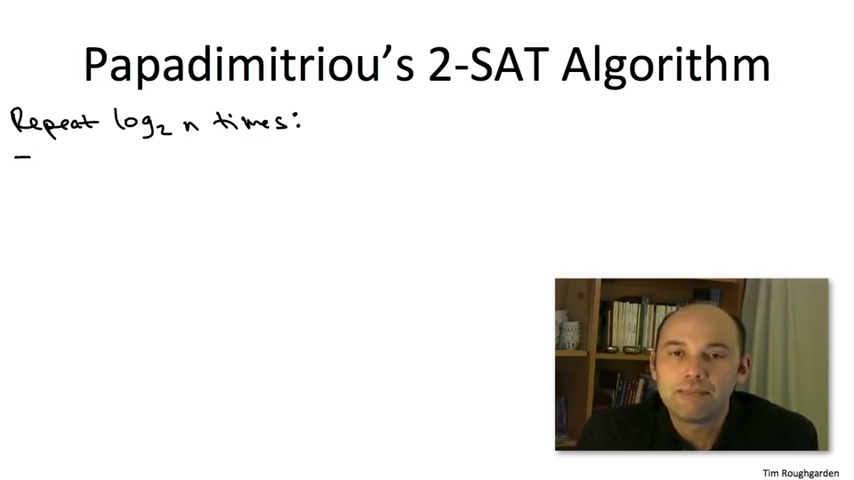 Papadimitriou's 2-SAT Algorithm
Repeat log₂ n times:
-
Tim Roughgarden